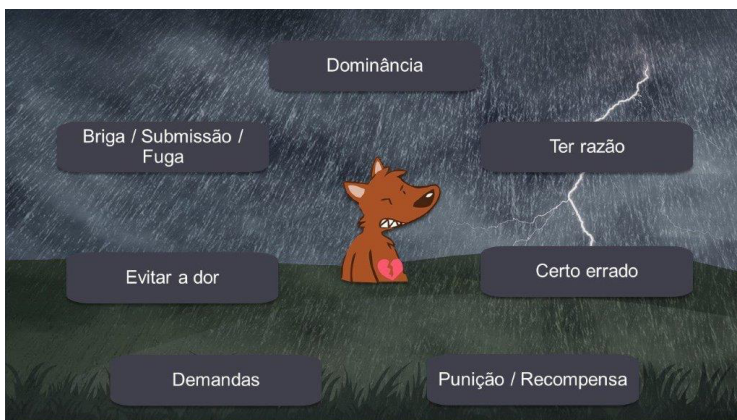 Dominância
Briga / Submissão /
Fuga
Ter razão
Evitar a dor
Certo errado
Demandas
Punição / Recompensa